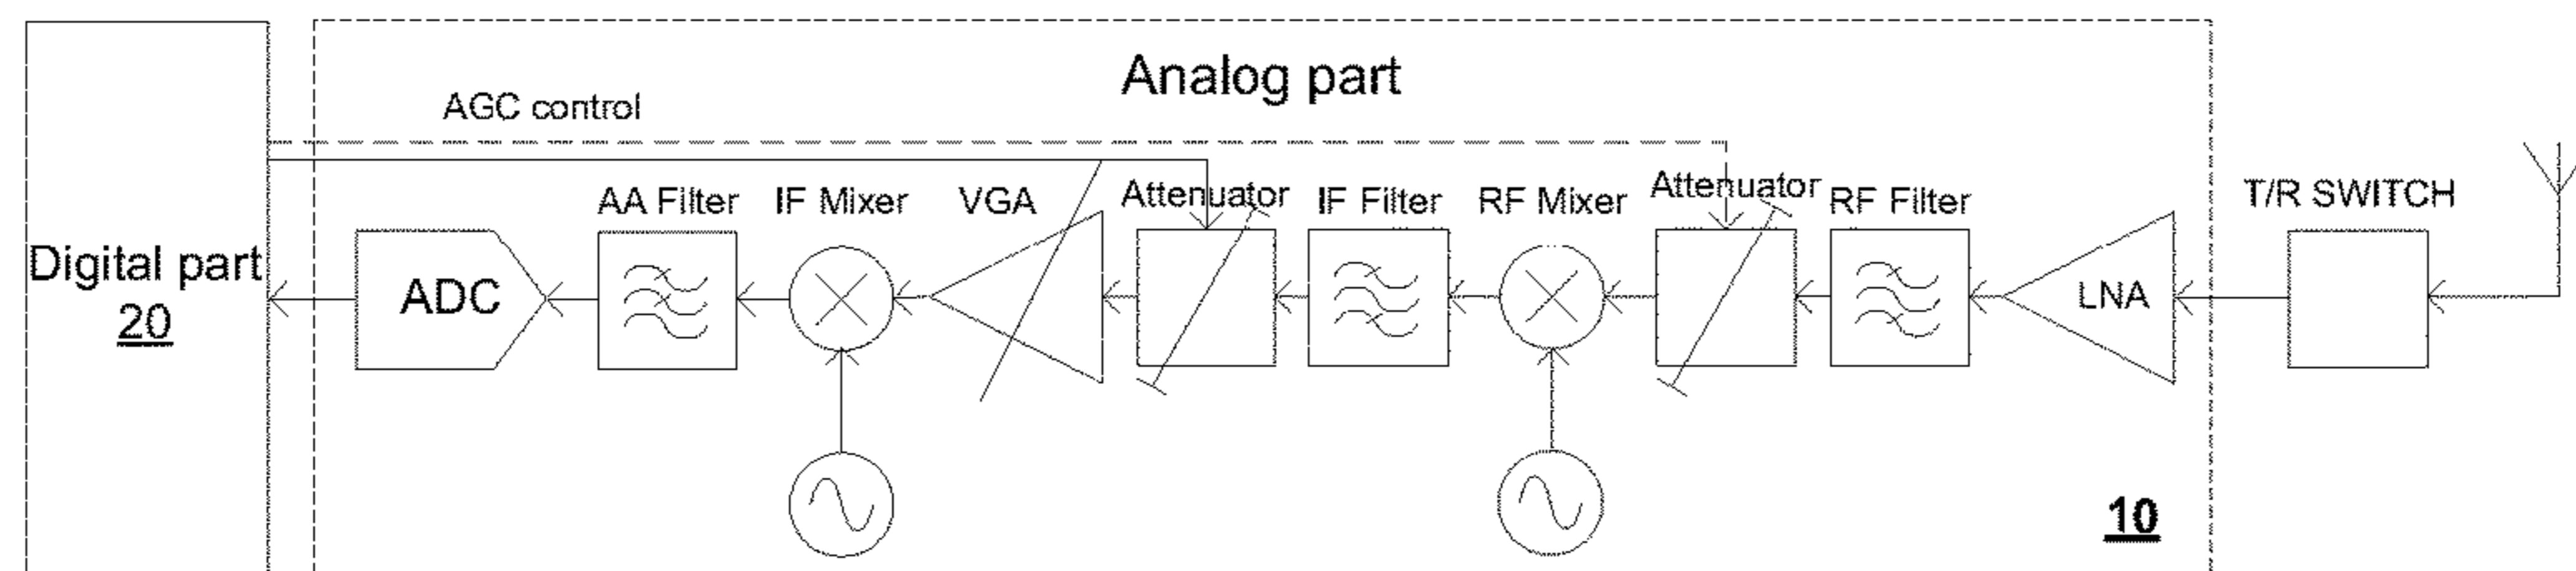 Analog part
AGC control
AA Filter
IF Mixer
VGA
Attenuator
IF Filter
RF Mixer
Attenuator
RF Filter
T/R SWITCH
Digital part
20
ADC
LNA
10